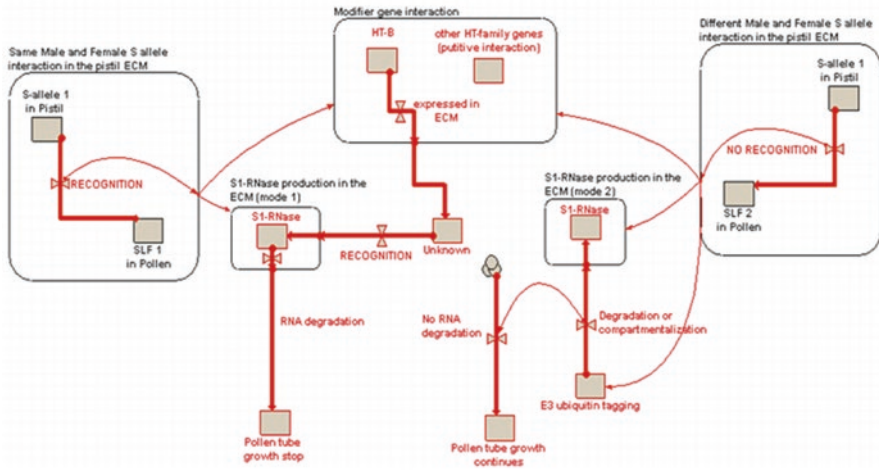 Modifier gene interaction
HT-B
other HT-family genes
(putitive interaction)
expressed in
ECM
Same Male and Female S allele
interaction in the pistil ECM
S-allele 1
in Pistil
RECOGNITION
SLF 1
in Pollen
Different Male and Female S allele
interaction in the pistil ECM
S-allele 1
in Pistil
NO RECOGNITION
SLF 2
in Pollen
S1-RNase production in the
ECM (mode 1)
S1-RNase
RECOGNITION
Unknown
S1-RNase production in the
ECM (mode 2)
S1-RNase
RNA degradation
No RNA
degradation
Degradation or
compartmentalization
E3 ubiquitin tagging
Pollen tube
growth stop
Pollen tube growth
continues